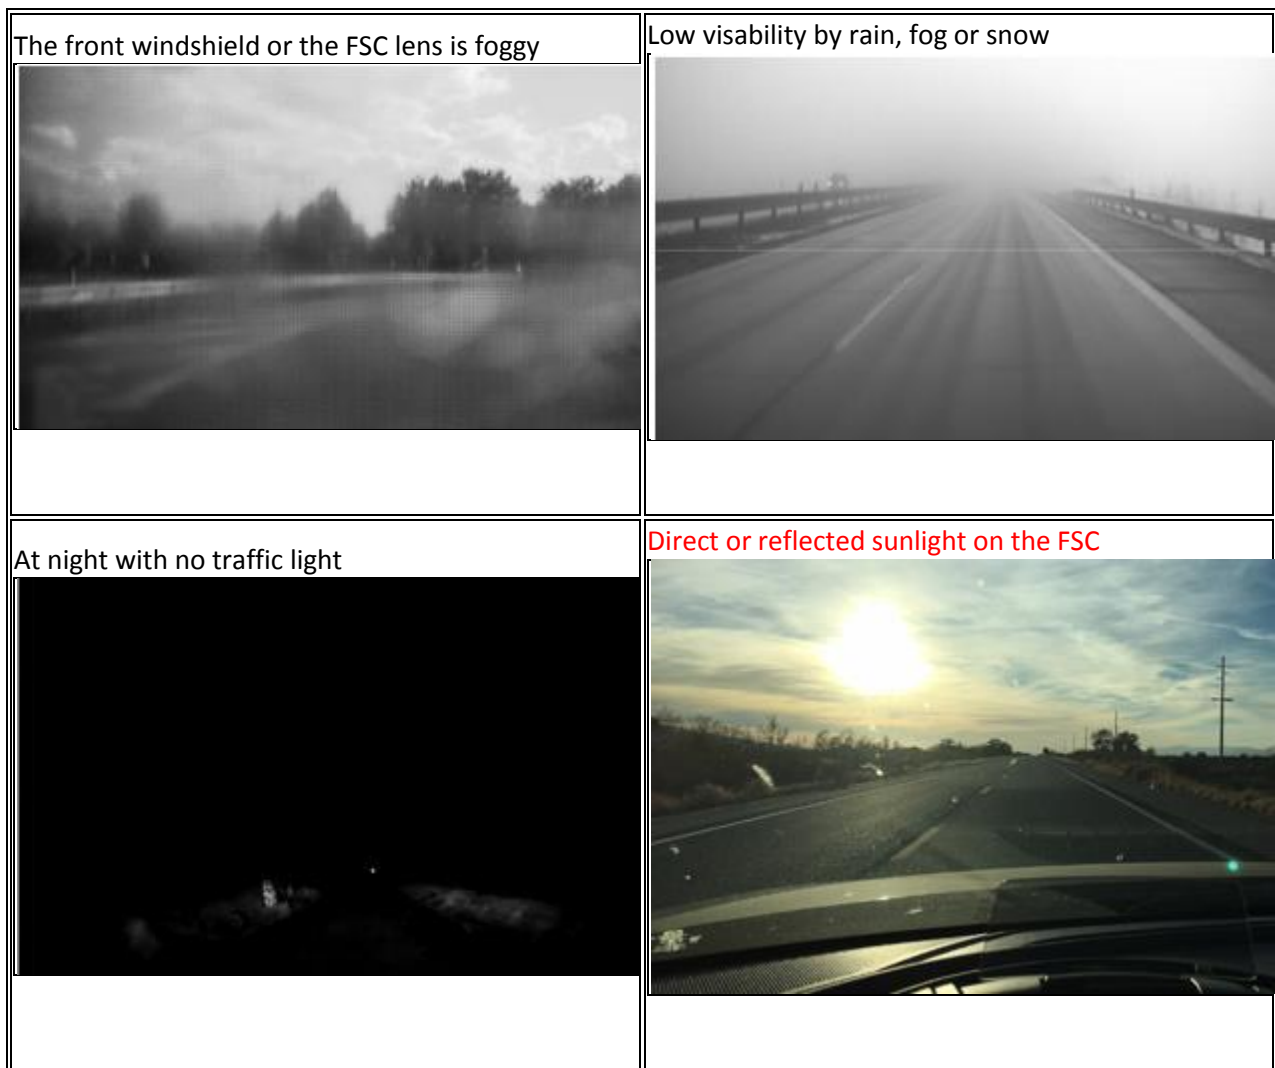 The front windshield or the FSC lens is foggy
Low visability by rain, fog or snow
At night with no traffic light
Direct or reflected sunlight on the FSC